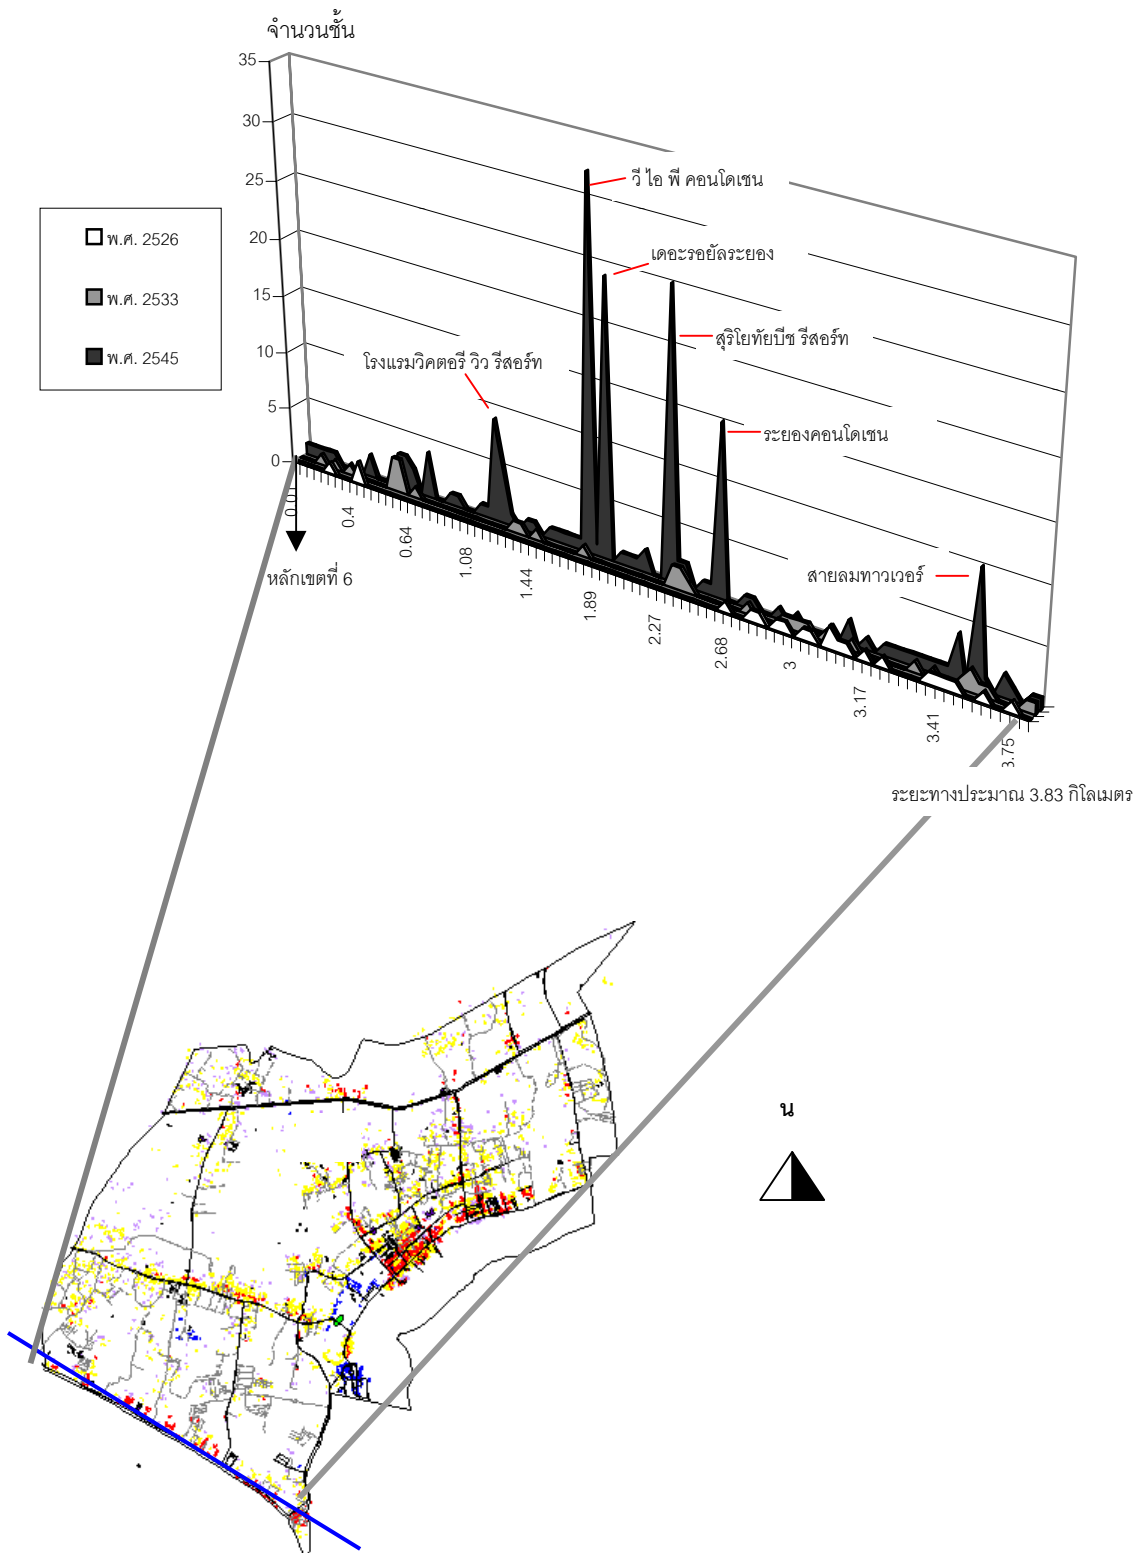 จำนวนชั้น
35
30
25
20
15
10
5
0
วี ไอ พี คอนโดเชน
เดอะรอยัลระยอง
สุริโยทัยบีช รีสอร์ท
โรงแรมวิคตอรี วิว รีสอร์ท
ระยองคอนโดเชน
สายลมทาวเวอร์
พ.ศ. 2526
พ.ศ. 2533
พ.ศ. 2545
0.4
0.64
1.08
1.44
1.89
2.27
2.68
3
3.17
3.41
3.75
หลักเขตที่ 6
ระยะทางประมาณ 3.83 กิโลเมตร
น